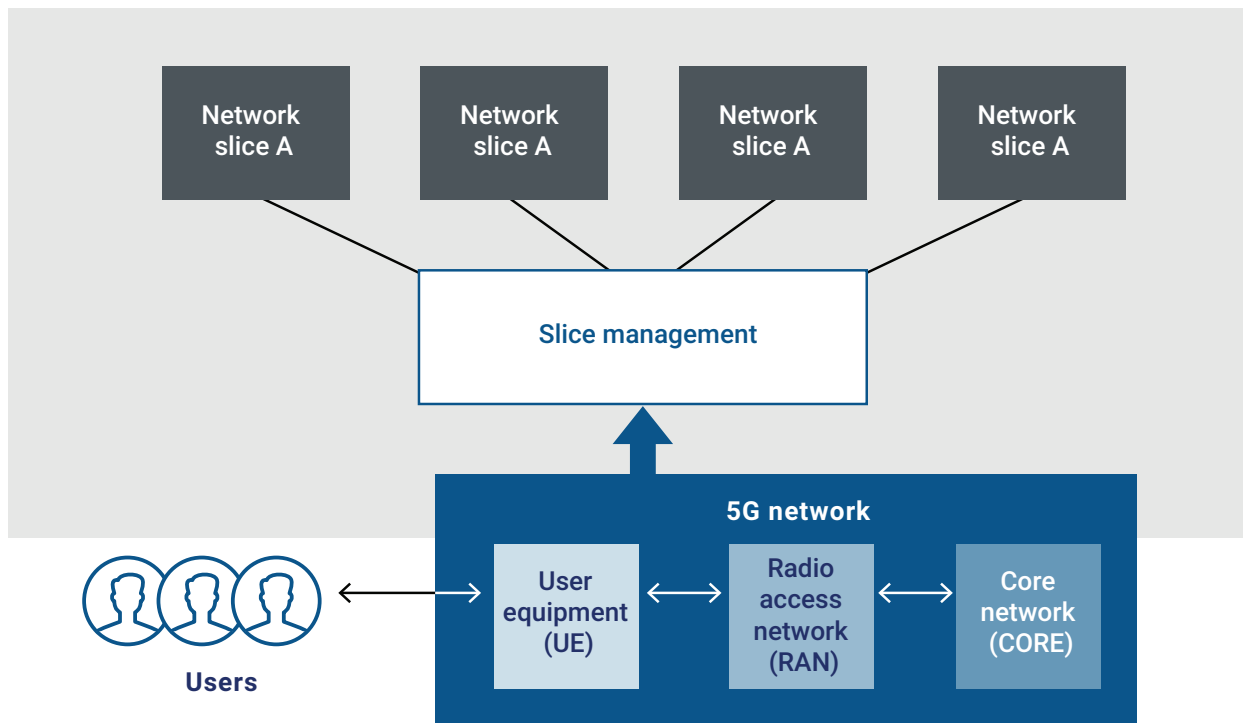 Network
slice A
Network
slice A
Network
slice A
Network
slice A
Slice management
5G network
User
equipment
(UE)
Radio
access
network
(RAN)
Core
network
(CORE)
Users